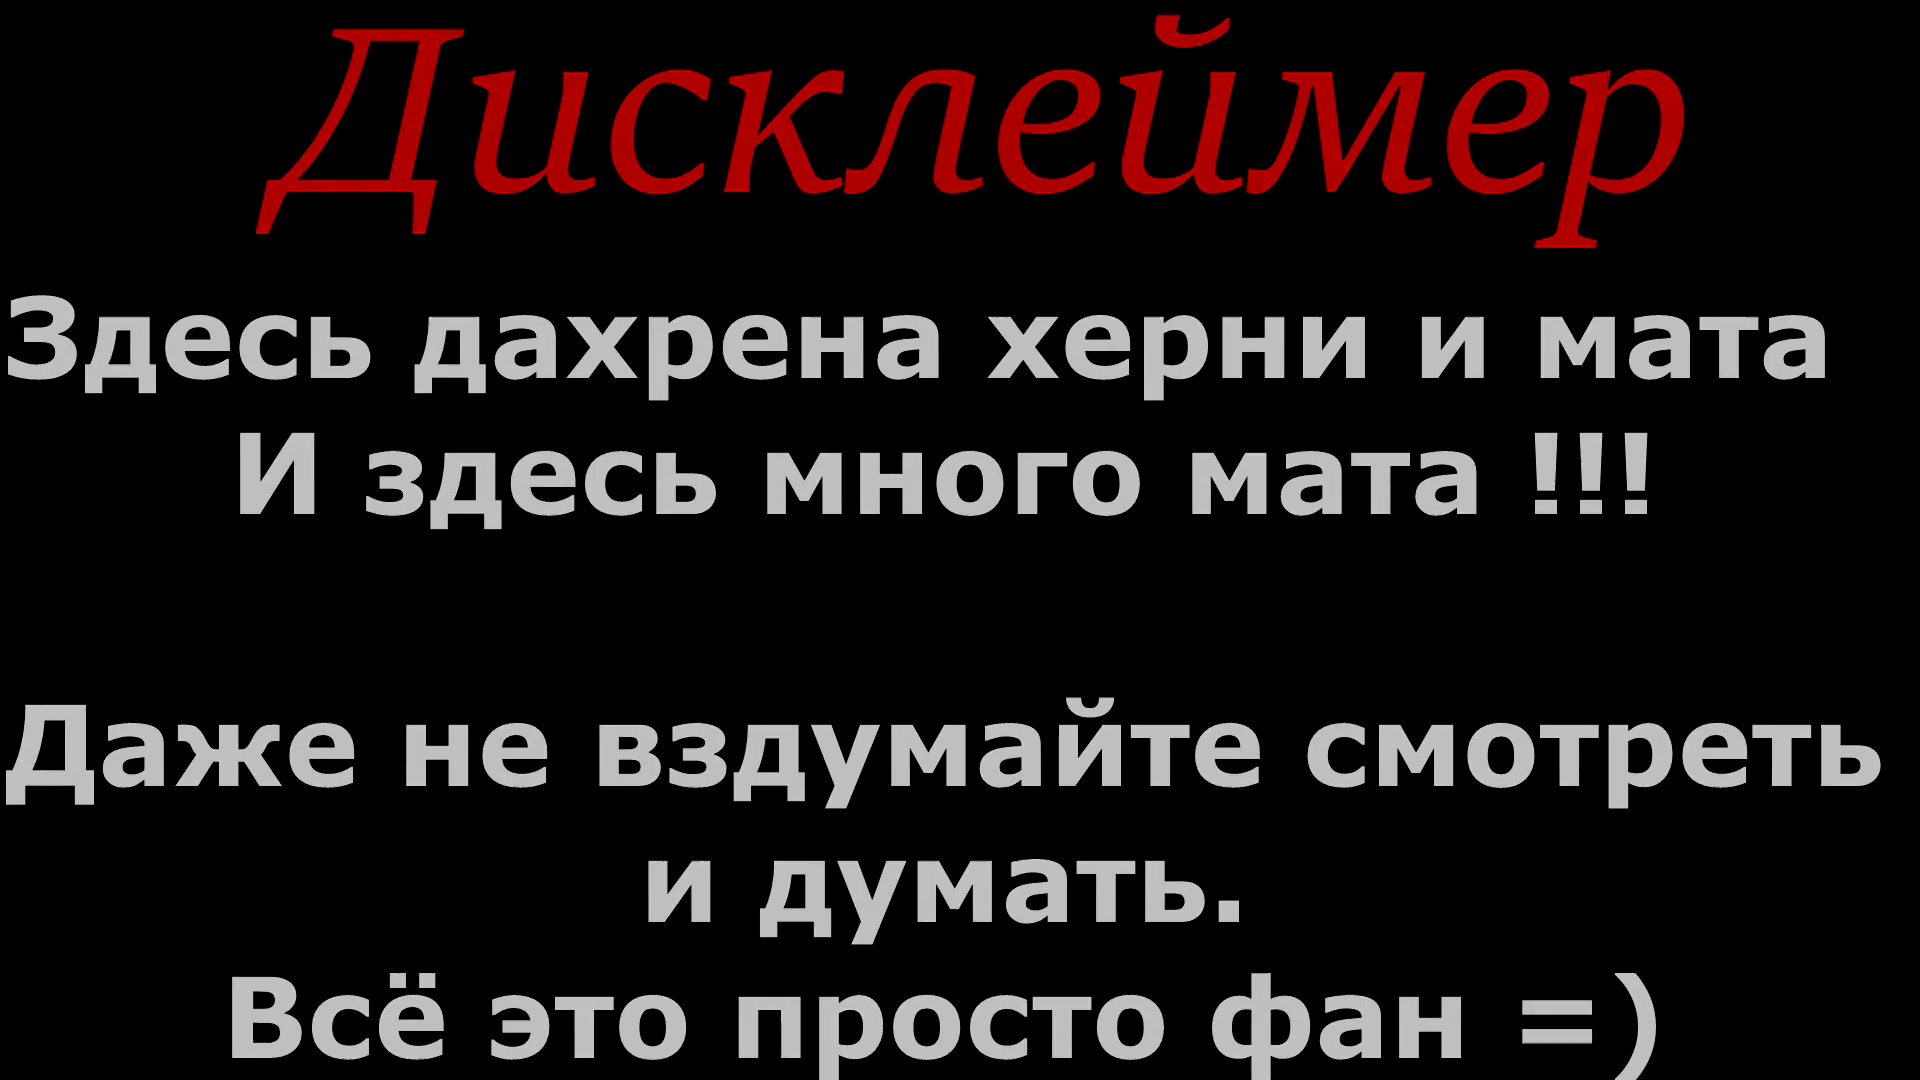 Дисклеймер
Здесь дахрена херни и мата
И здесь много мата !!!
Даже не вздумайте смотреть
и думать.
Всё это просто фан =)